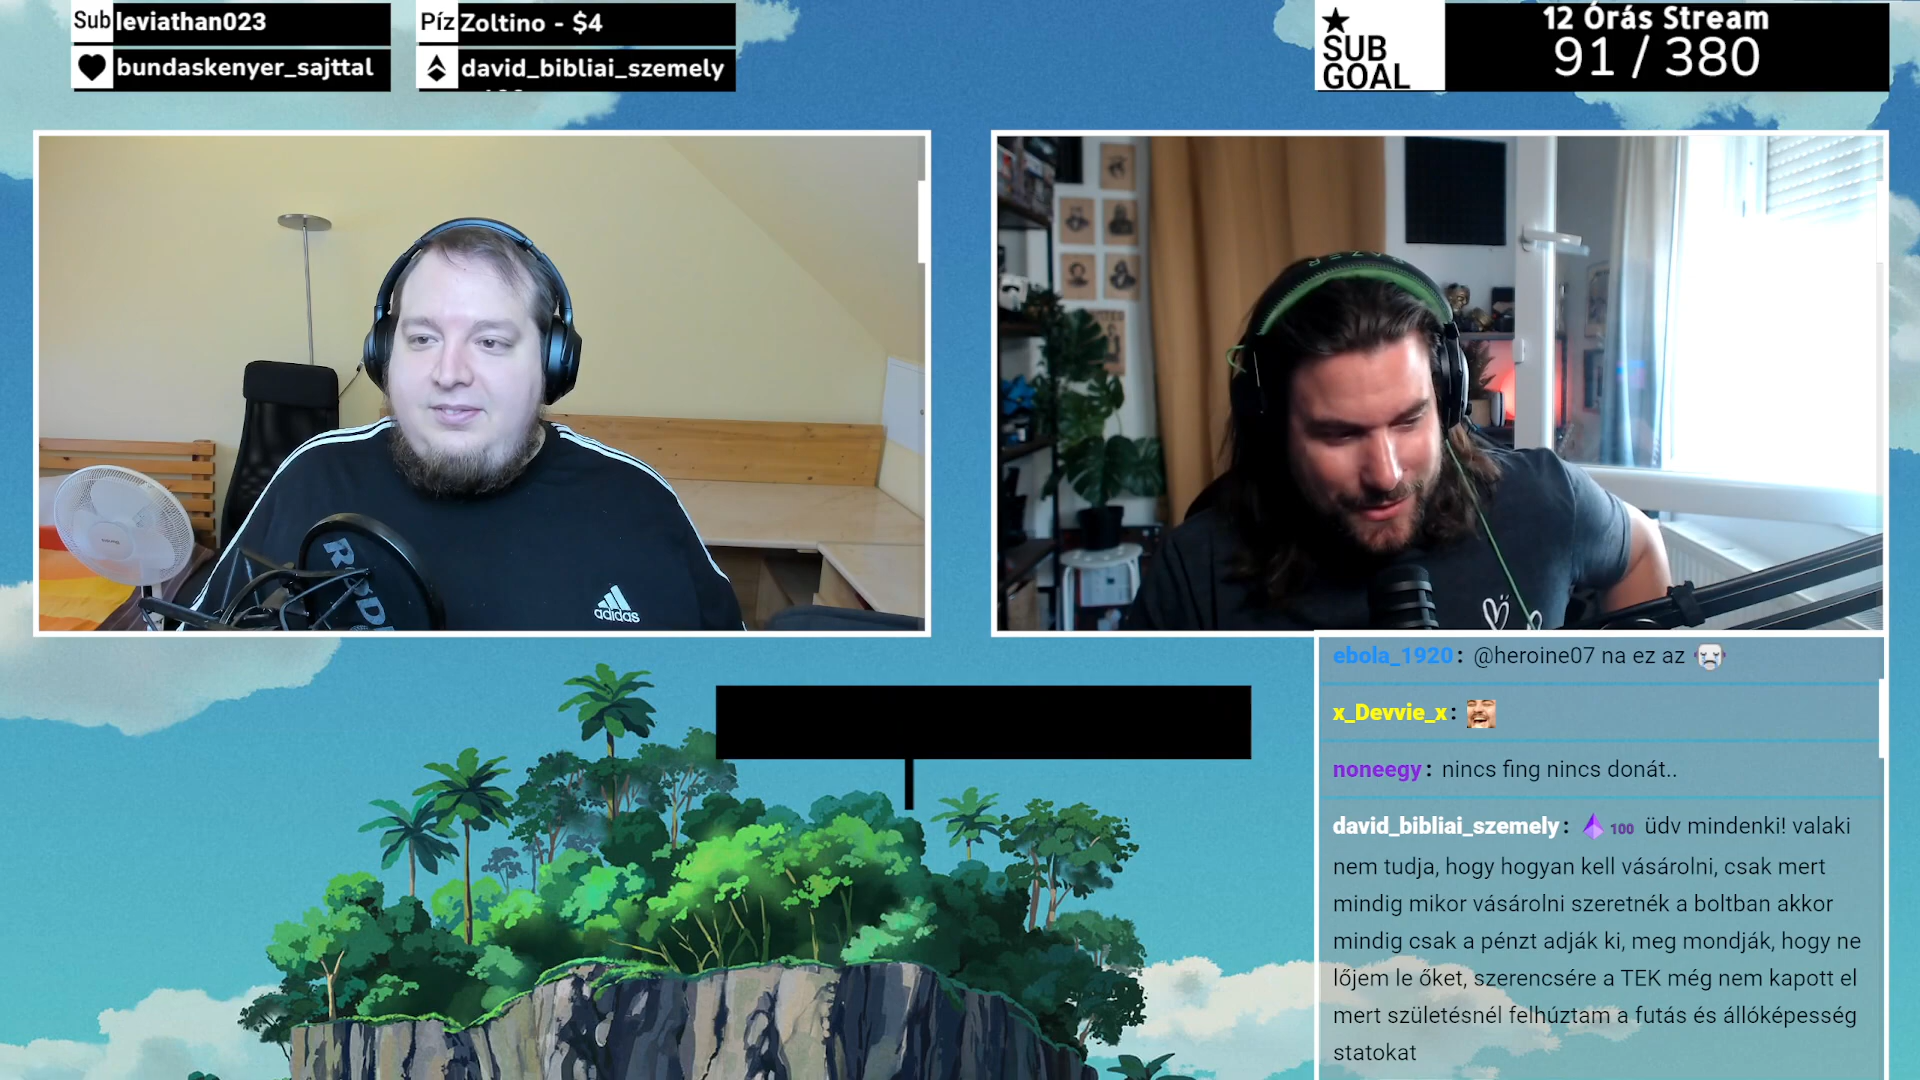 Sub leviathan023
bundaskenyer_sajttal
Píz Zoltino - $4
david_bibliai_szemely
SUB
GOAL
12 Órás Stream
91 / 380
RAZER
adidas
ebola_1920: @heroine07 na ez az
x_Devvie_x:
noneegy: nincs fing nincs donát..
david_bibliai_szemely: 100 üdv mindenki! valaki
nem tudja, hogy hogyan kell vásárolni, csak mert
mindig mikor vásárolni szeretnék a boltban akkor
mindig csak a pénzt adják ki, meg mondják, hogy ne
lőjem le őket, szerencsére a TEK még nem kapott el
mert születésnél felhúztam a futás és állóképesség
statokat